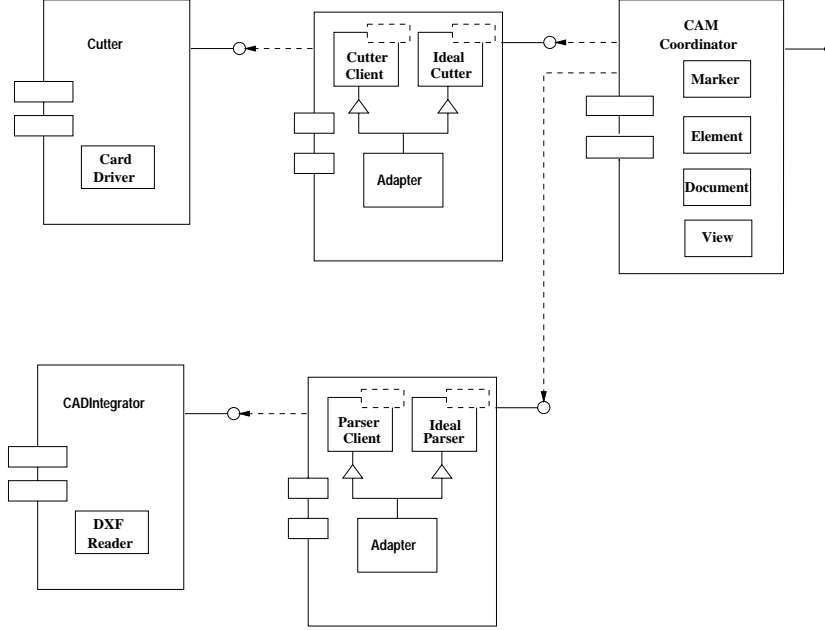 Cutter
Card
Driver
Cutter
Client
Ideal
Cutter
Adapter
CAM
Coordinator
Marker
Element
Document
View
CADIntegrator
DXF
Reader
Parser
Client
Ideal
Parser
Adapter